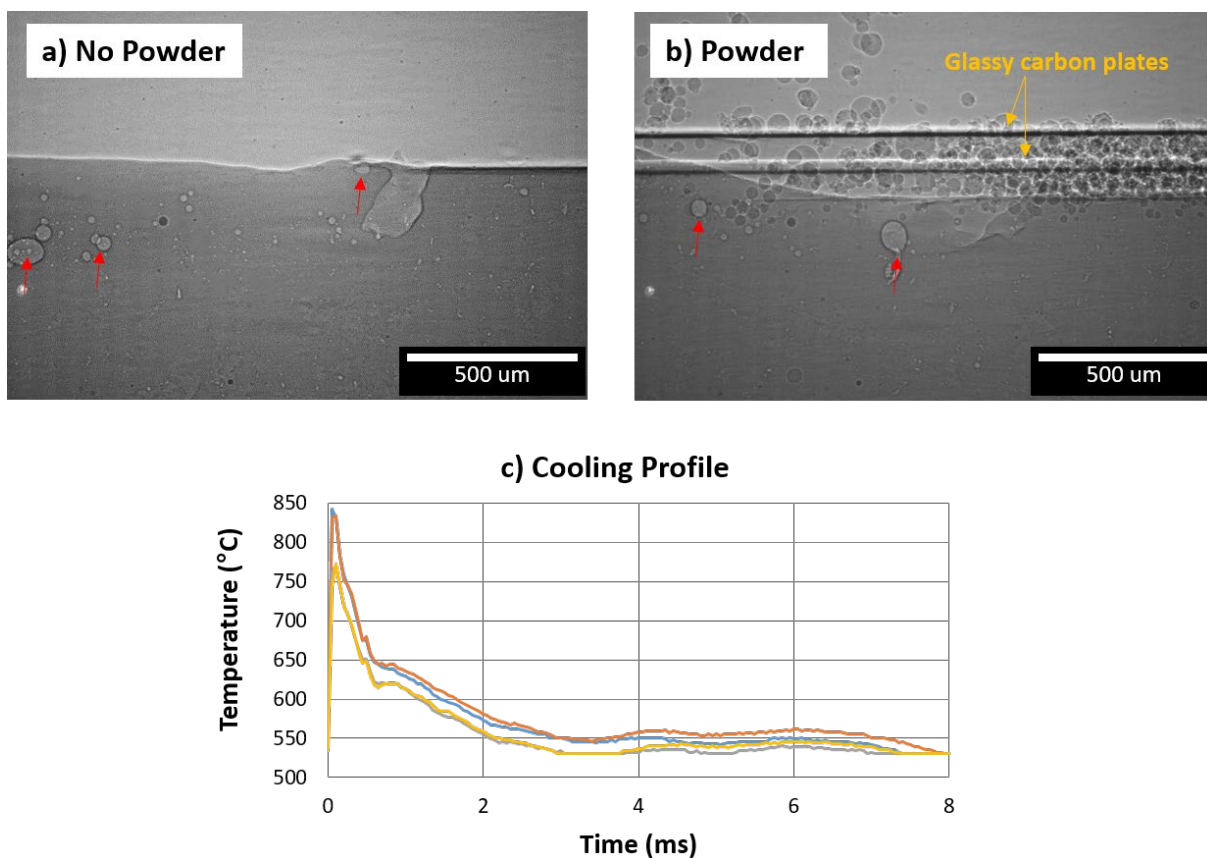 a) No Powder
500 um
b) Powder
Glassy carbon plates
500 um
c) Cooling Profile
Temperature (°C)
850
800
750
700
650
600
550
500
0 2 4 6 8
Time (ms)